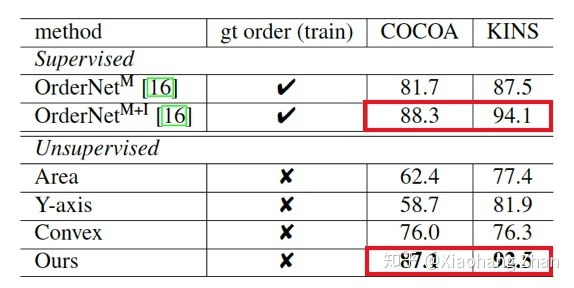 method gt order (train) COCOA KINS
Supervised
OrderNetM [16] ✔ 81.7 87.5
OrderNetM+I [16] ✔ 88.3 94.1
Unsupervised
Area ✘ 62.4 77.4
Y-axis ✘ 58.7 81.9
Convex ✘ 76.0 76.3
Ours ✘ 87.1 92.5
知乎 @Xiaohang Zhan